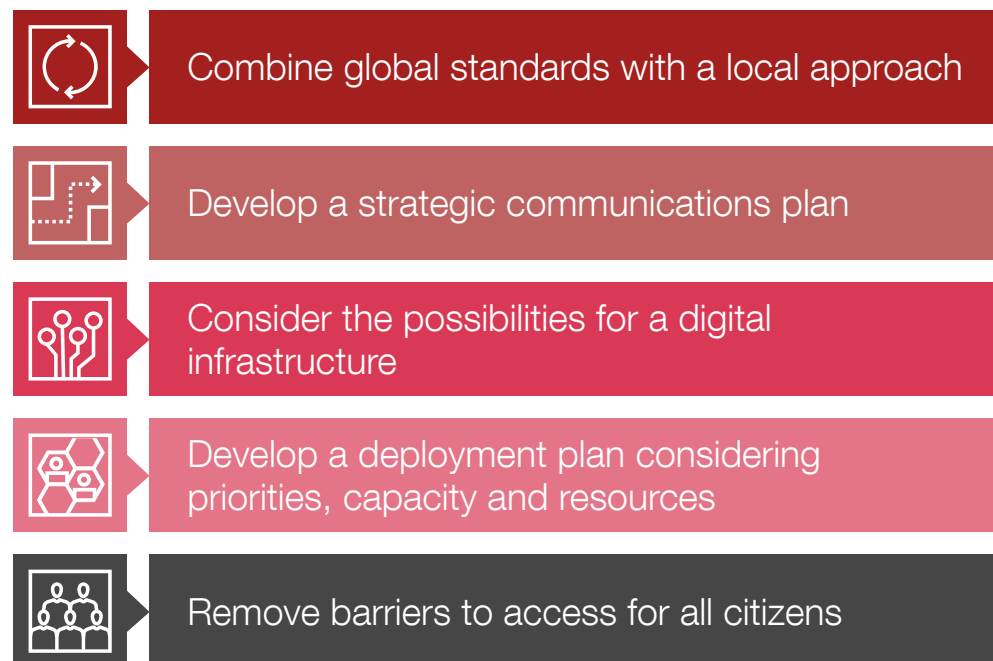 Combine global standards with a local approach
Develop a strategic communications plan
Consider the possibilities for a digital
infrastructure
Develop a deployment plan considering
priorities, capacity and resources
Remove barriers to access for all citizens